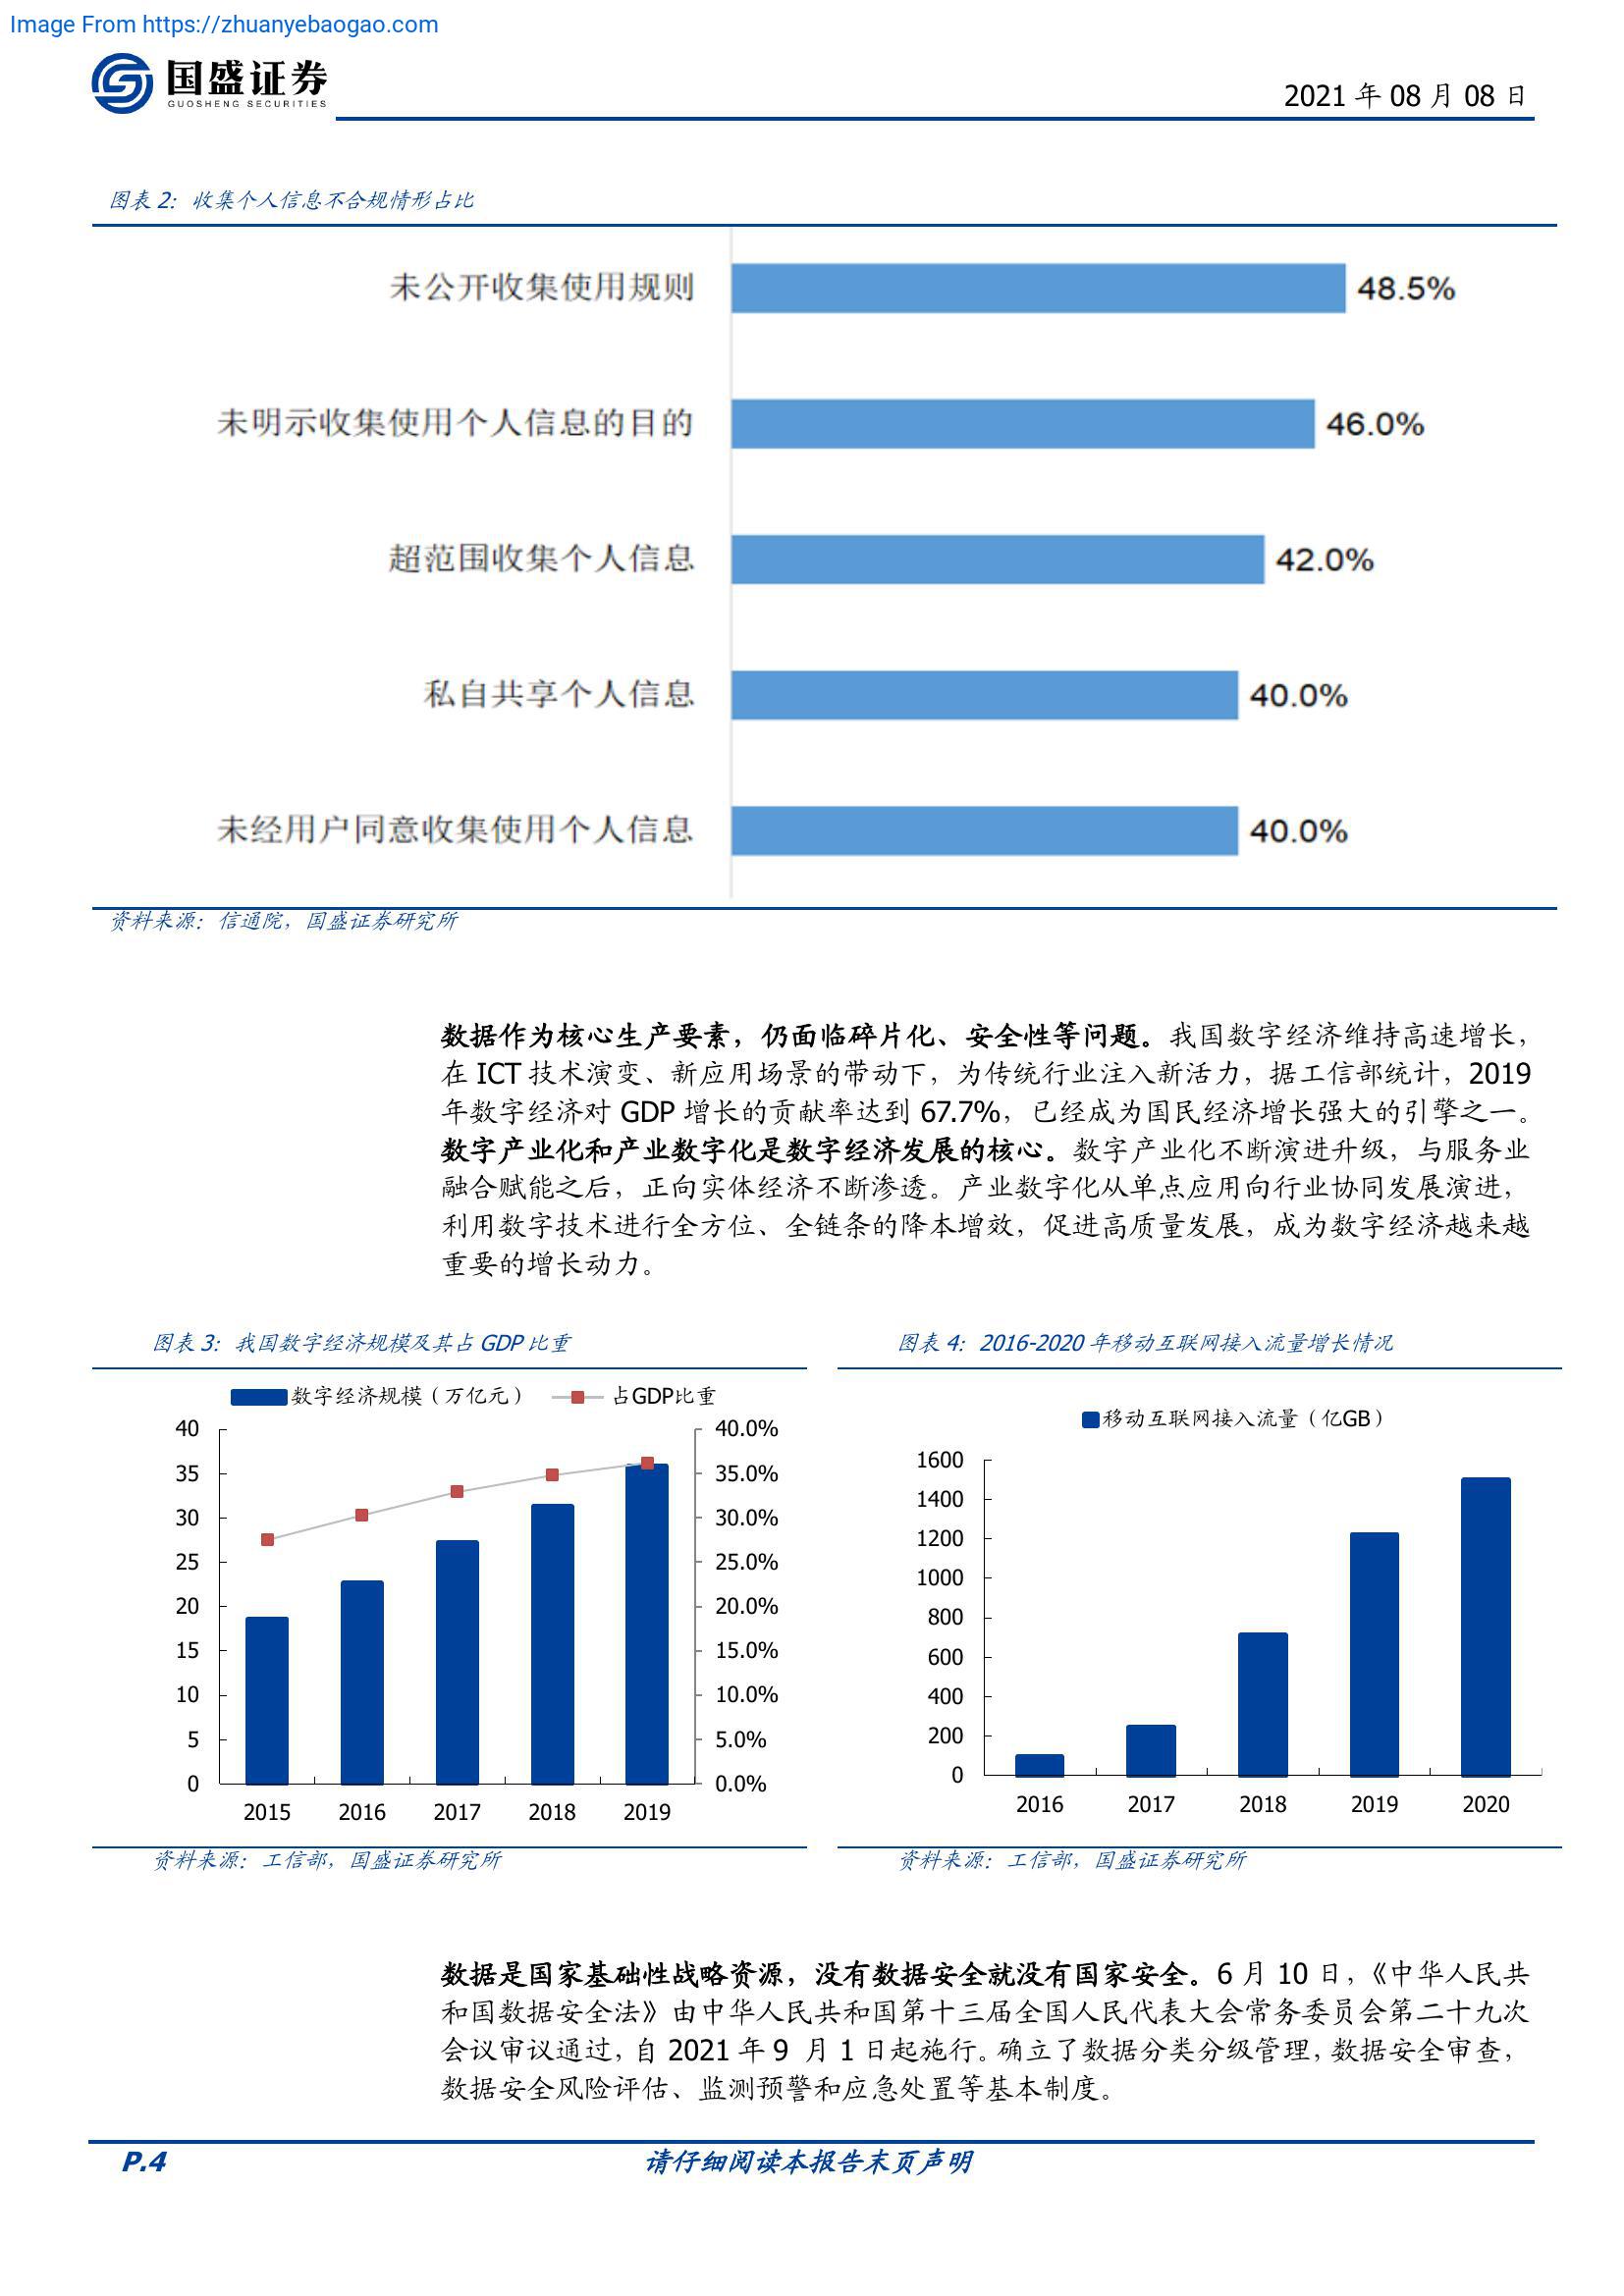 Image From https://zhuanyebaogao.com
国盛证券
GUOSHENG SECURITIES
2021 年 08 月 08 日
图表 2：收集个人信息不合规情形占比
未公开收集使用规则 48.5%
未明示收集使用个人信息的目的 46.0%
超范围收集个人信息 42.0%
私自共享个人信息 40.0%
未经用户同意收集使用个人信息 40.0%
资料来源：信通院，国盛证券研究所
数据作为核心生产要素，仍面临碎片化、安全性等问题。我国数字经济维持高速增长，
在 ICT 技术演变、新应用场景的带动下，为传统行业注入新活力，据工信部统计，2019
年数字经济对 GDP 增长的贡献率达到 67.7%，已经成为国民经济增长强大的引擎之一。
数字产业化和产业数字化是数字经济发展的核心。数字产业化不断演进升级，与服务业
融合赋能之后，正向实体经济不断渗透。产业数字化从单点应用向行业协同发展演进，
利用数字技术进行全方位、全链条的降本增效，促进高质量发展，成为数字经济越来越
重要的增长动力。
图表 3：我国数字经济规模及其占 GDP 比重
数字经济规模（万亿元） 占GDP比重
40 40.0%
35 35.0%
30 30.0%
25 25.0%
20 20.0%
15 15.0%
10 10.0%
5 5.0%
0 0.0%
2015 2016 2017 2018 2019
资料来源：工信部，国盛证券研究所
图表 4：2016-2020 年移动互联网接入流量增长情况
移动互联网接入流量（亿GB）
1600
1400
1200
1000
800
600
400
200
0
2016 2017 2018 2019 2020
资料来源：工信部，国盛证券研究所
数据是国家基础性战略资源，没有数据安全就没有国家安全。6 月 10 日，《中华人民共
和国数据安全法》由中华人民共和国第十三届全国人民代表大会常务委员会第二十九次
会议审议通过，自 2021 年 9 月 1 日起施行。确立了数据分类分级管理，数据安全审查，
数据安全风险评估、监测预警和应急处置等基本制度。
P.4
请仔细阅读本报告末页声明